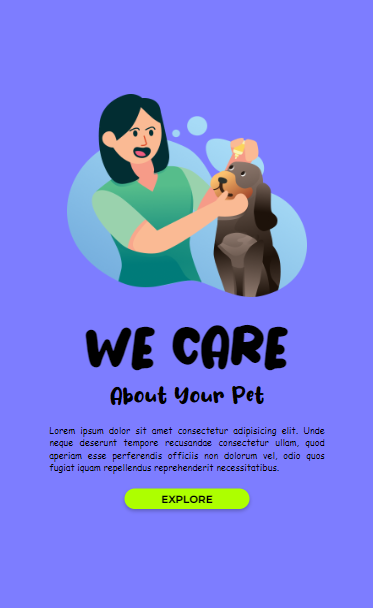 WE CARE
About Your Pet
Lorem ipsum dolor sit amet consectetur adipisicing elit. Unde
neque deserunt tempore recusandae consectetur ullam, quod
aperiam esse perferendis officiis non dolorum vel, odio quos
fugiat iquam repellendus reprehenderit necessitatibus.
EXPLORE